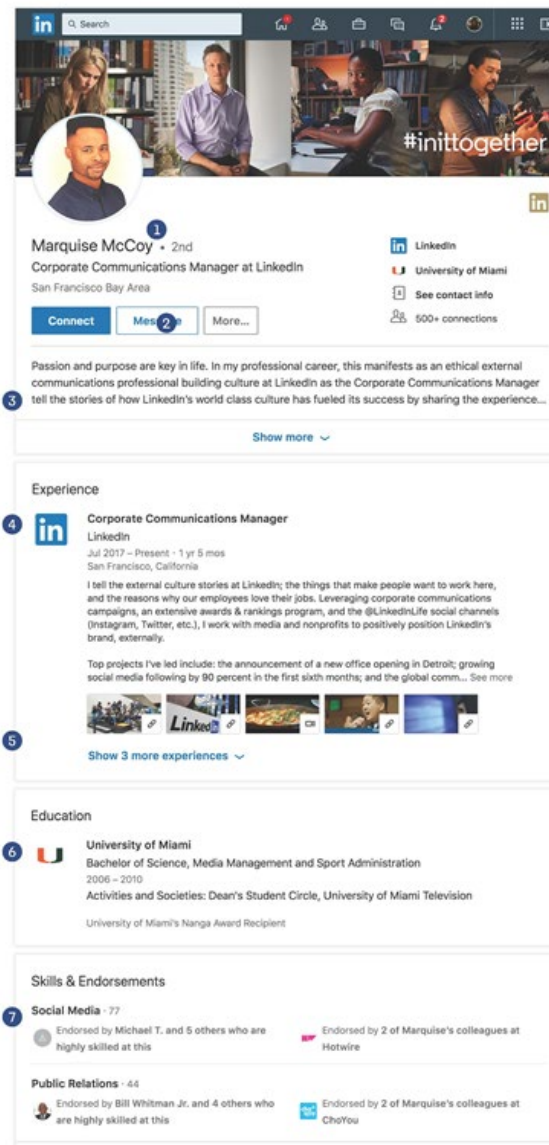 in Search
2
#inittogether
in
1
Marquise McCoy • 2nd
Corporate Communications Manager at LinkedIn
San Francisco Bay Area
Connect Message More...
2
in LinkedIn
University of Miami
See contact info
500+ connections
Passion and purpose are key in life. In my professional career, this manifests as an ethical external
communications professional building culture at LinkedIn as the Corporate Communications Manager
3 tell the stories of how LinkedIn's world class culture has fueled its success by sharing the experience...
Show more
Experience
4 in Corporate Communications Manager
LinkedIn
Jul 2017 – Present · 1 yr 5 mos
San Francisco, California
I tell the external culture stories at LinkedIn; the things that make people want to work here,
and the reasons why our employees love their jobs. Leveraging corporate communications
campaigns, an extensive awards & rankings program, and the @LinkedInLife social channels
(Instagram, Twitter, etc.), I work with media and nonprofits to positively position LinkedIn's
brand, externally.
Top projects I've led include: the announcement of a new office opening in Detroit; growing
social media following by 90 percent in the first sixth months; and the global comm... See more
Linked
5
Show 3 more experiences
Education
6 University of Miami
Bachelor of Science, Media Management and Sport Administration
2006 – 2010
Activities and Societies: Dean's Student Circle, University of Miami Television
University of Miami's Nanga Award Recipient
Skills & Endorsements
7 Social Media · 77
Endorsed by Michael T. and 5 others who are
highly skilled at this
Endorsed by 2 of Marquise's colleagues at
Hotwire
Public Relations · 44
Endorsed by Bill Whitman Jr. and 4 others who
are highly skilled at this
Endorsed by 2 of Marquise's colleagues at
ChoYou